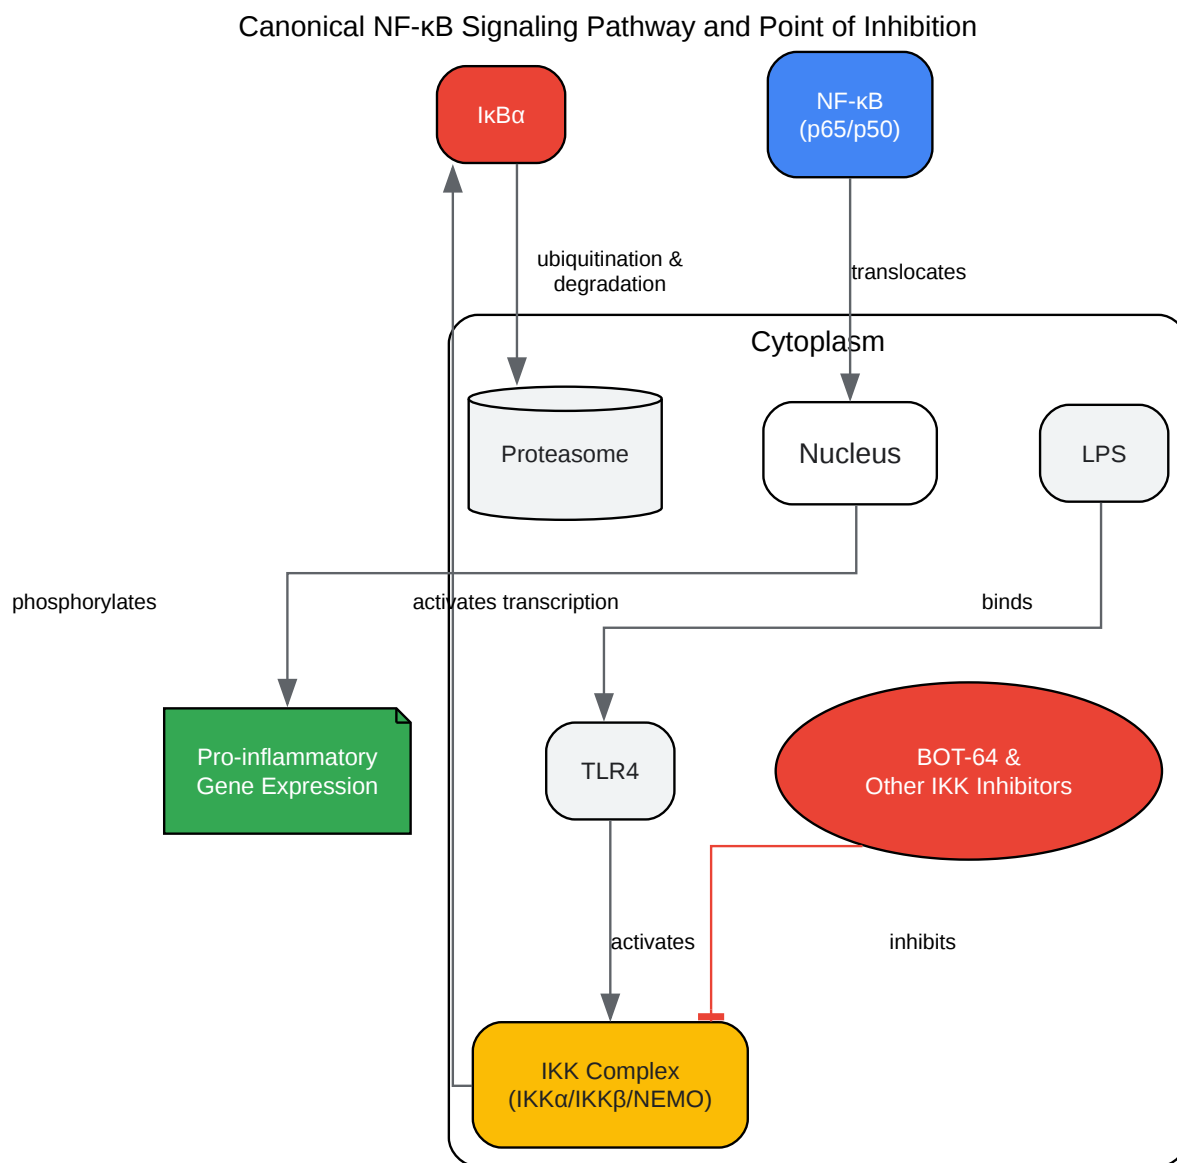 Canonical NF-κB Signaling Pathway and Point of Inhibition
IκBα
NF-κB
(p65/p50)
ubiquitination &
degradation
translocates
Cytoplasm
Proteasome
Nucleus
LPS
phosphorylates
activates transcription
binds
Pro-inflammatory
Gene Expression
TLR4
BOT-64 &
Other IKK Inhibitors
activates
inhibits
IKK Complex
(IKKα/IKKβ/NEMO)